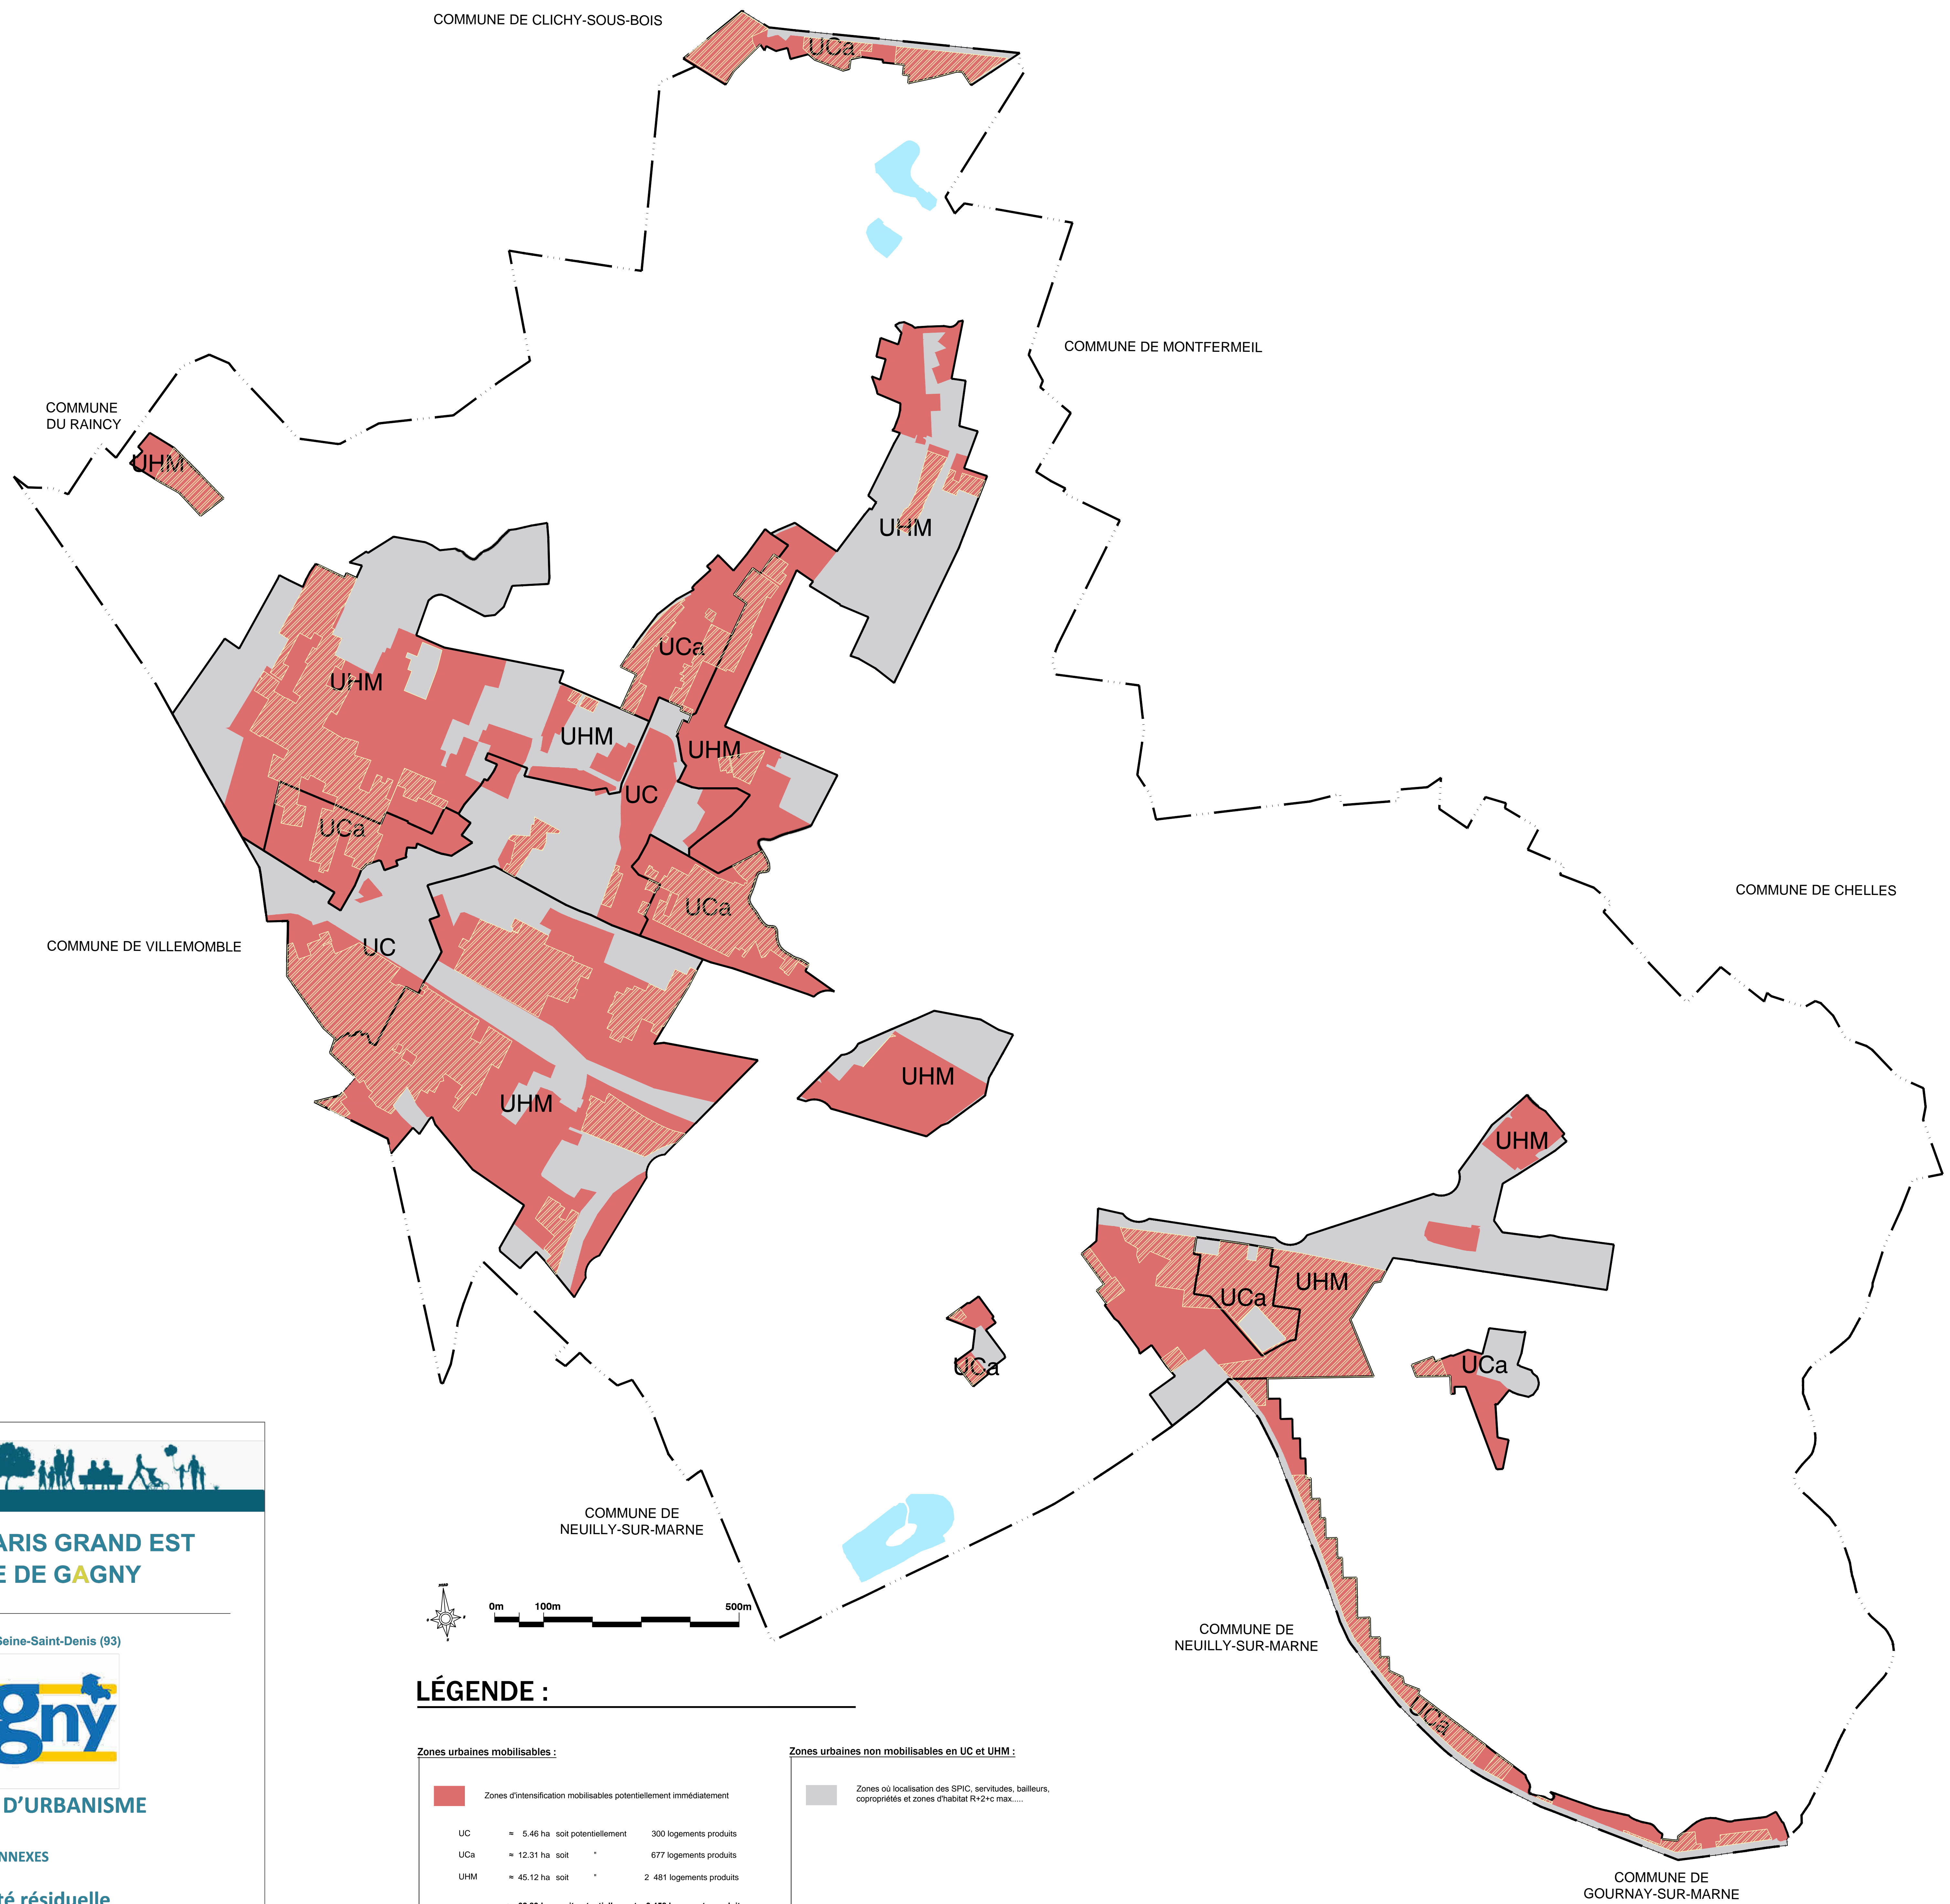 COMMUNE DE CLICHY-SOUS-BOIS
UCa
COMMUNE DE MONTFERMEIL
COMMUNE
DU RAINCY
UHM
UHM
UCa
UHM
UHM
UHM
UC
UCa
UCa
COMMUNE DE CHELLES
COMMUNE DE VILLEMOMBLE
UC
UHM
UHM
UHM
UHM
UCa
UCa
UCa
COMMUNE DE
NEUILLY-SUR-MARNE
0m 100m 500m
COMMUNE DE
NEUILLY-SUR-MARNE
UCa
COMMUNE DE
GOURNAY-SUR-MARNE
ARIS GRAND EST
E DE GAGNY
Seine-Saint-Denis (93)
gny
D’URBANISME
NNEXES
té résiduelle
LÉGENDE :
Zones urbaines mobilisables :
Zones d'intensification mobilisables potentiellement immédiatement
UC ≈ 5.46 ha soit potentiellement 300 logements produits
UCa ≈ 12.31 ha soit " 677 logements produits
UHM ≈ 45.12 ha soit " 2 481 logements produits
Zones urbaines non mobilisables en UC et UHM :
Zones où localisation des SPIC, servitudes, bailleurs,
copropriétés et zones d'habitat R+2+c max.....